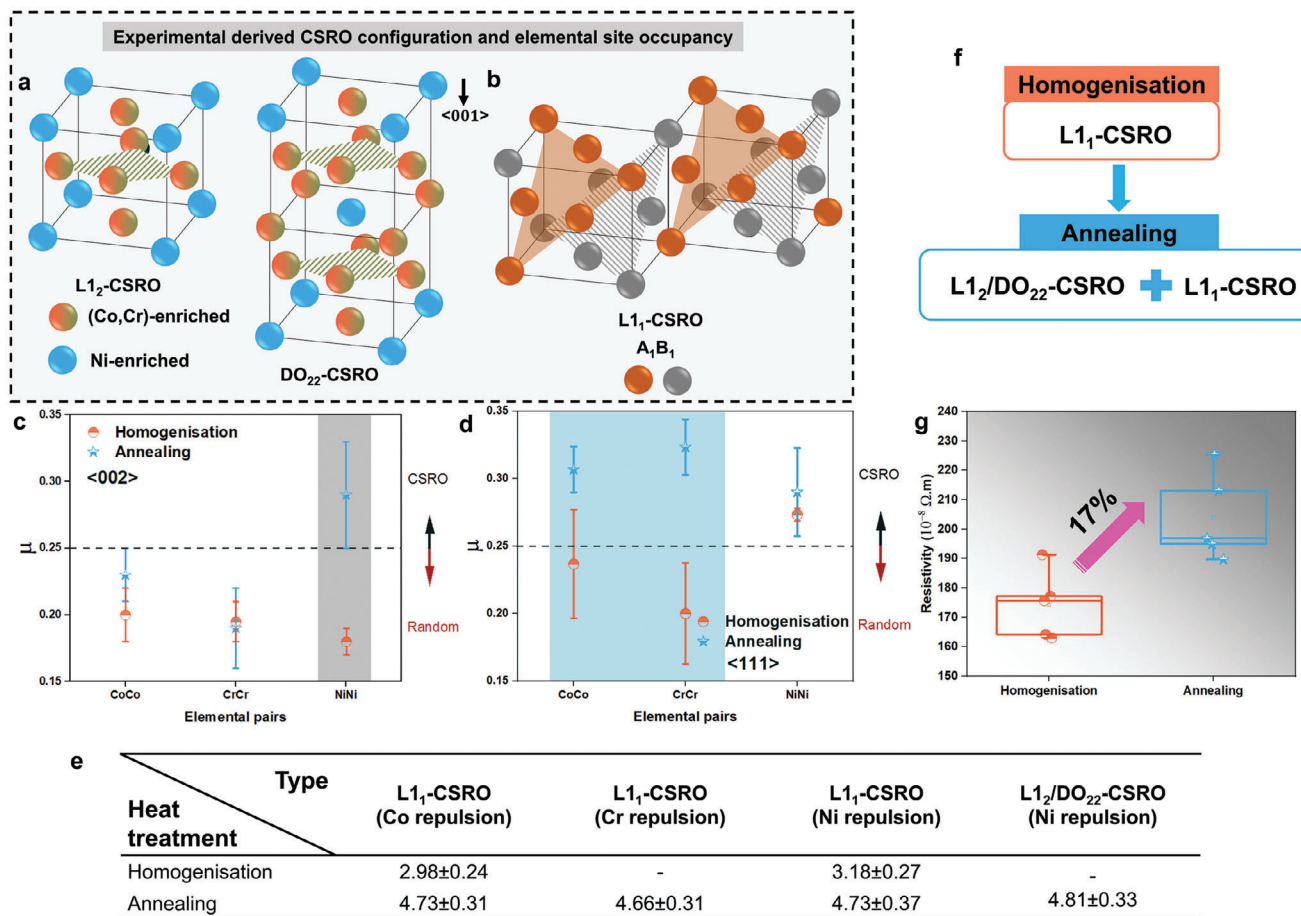 Experimental derived CSRO configuration and elemental site occupancy
a
<001>
L1₂-CSRO
(Co,Cr)-enriched
Ni-enriched
DO₂₂-CSRO
b
L1₁-CSRO
A₁B₁
f
Homogenisation
L1₁-CSRO
Annealing
L1₂/DO₂₂-CSRO + L1₁-CSRO
c
0.35
0.30
0.25
0.20
0.15
μ
Homogenisation
Annealing
<002>
CSRO
Random
CoCo CrCr NiNi
Elemental pairs
d
0.35
0.30
0.25
0.20
0.15
μ
CSRO
Random
Homogenisation
Annealing
<111>
CoCo CrCr NiNi
Elemental pairs
g
240
230
220
210
200
190
180
170
160
150
Resistivity (10⁻⁸ Ω.m)
17%
Homogenisation Annealing
e
Type
Heat
treatment
L1₁-CSRO
(Co repulsion)
L1₁-CSRO
(Cr repulsion)
L1₁-CSRO
(Ni repulsion)
L1₂/DO₂₂-CSRO
(Ni repulsion)
Homogenisation 2.98±0.24 - 3.18±0.27 -
Annealing 4.73±0.31 4.66±0.31 4.73±0.37 4.81±0.33